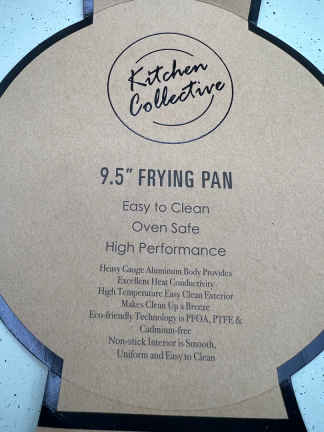 Kitchen
Collective
9.5" FRYING PAN
Easy to Clean
Oven Safe
High Performance
Heavy Gauge Aluminum Body Provides
Excellent Heat Conductivity
High Temperature Easy Clean Exterior
Makes Clean Up a Breeze
Eco-friendly Technology is PFOA, PTFE &
Cadmium-free
Non-stick Interior is Smooth,
Uniform and Easy to Clean